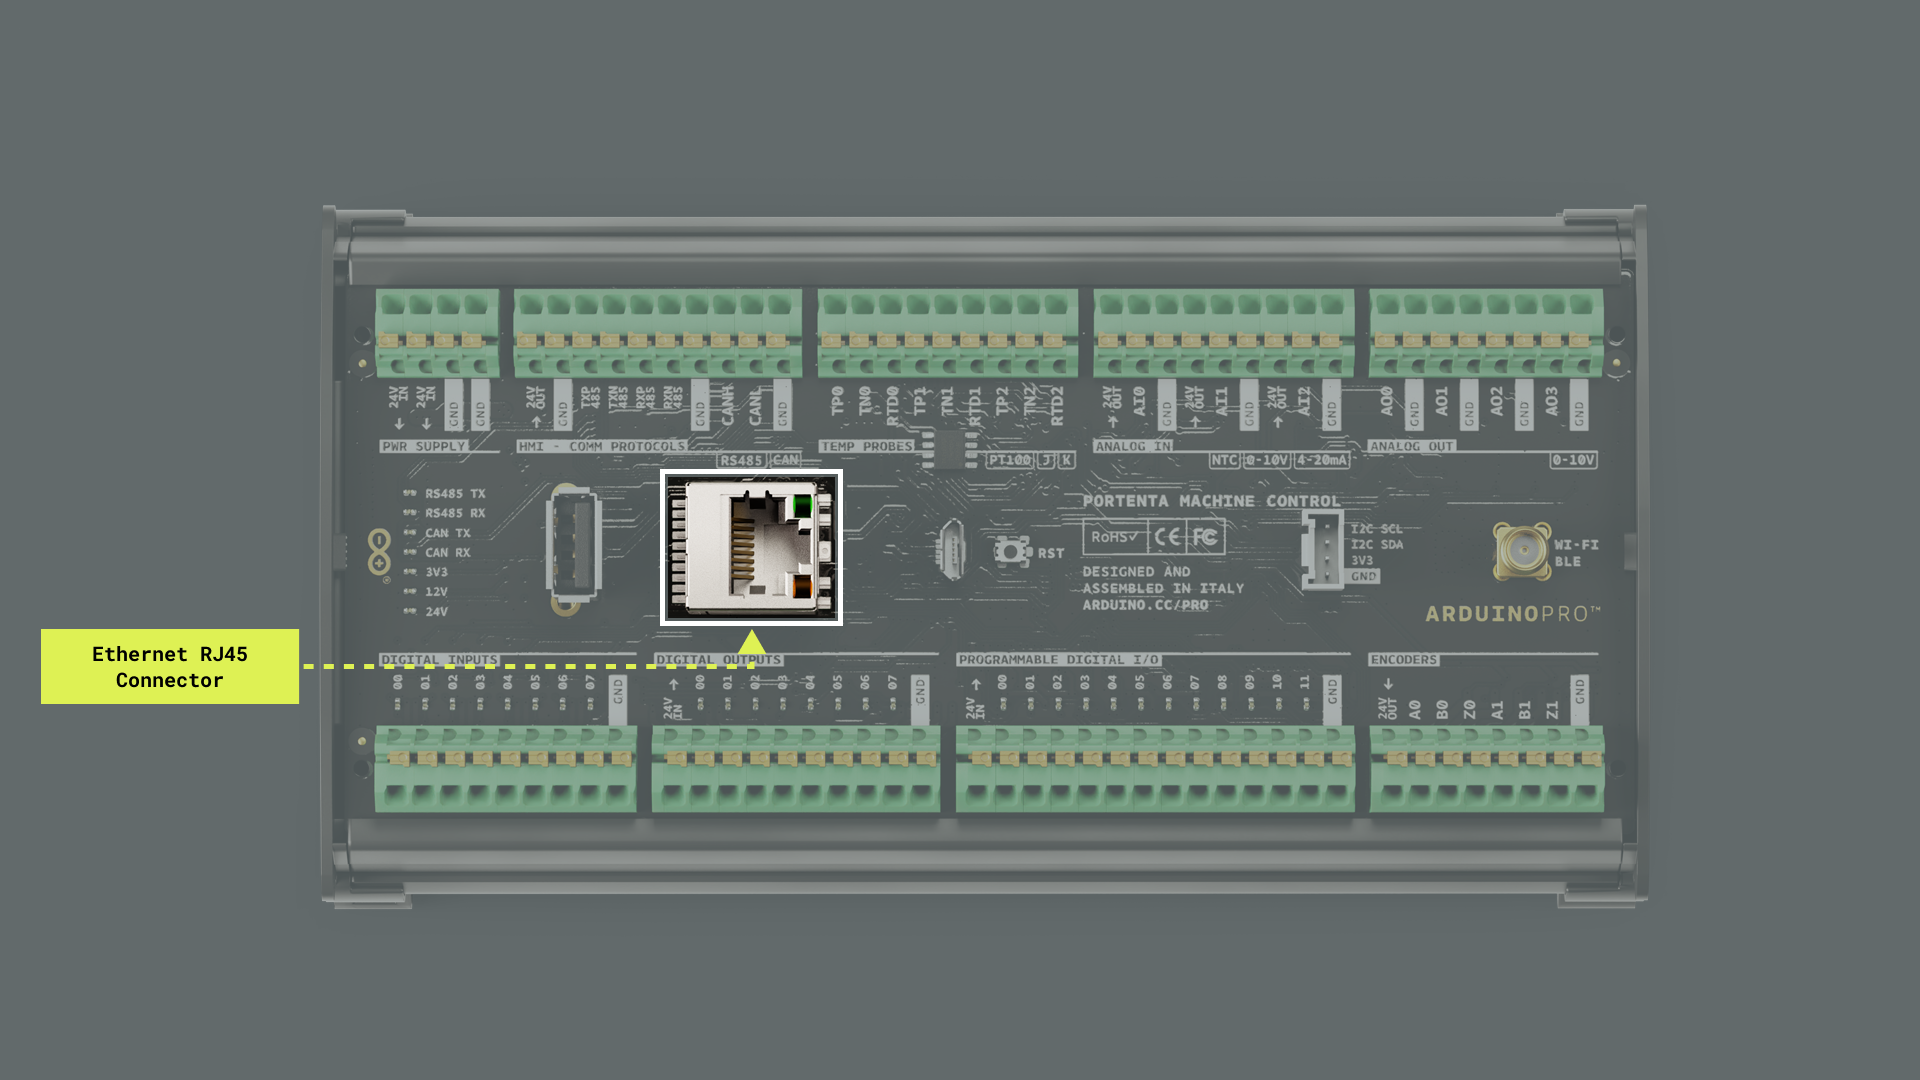 24V IN
24V IN
GND
GND
24V OUT
GND
TXP 485
TXN 485
RXP 485
RXN 485
GND
CANH
CANL
GND
TP0
TN0
RTD0
TP1
TN1
RTD1
TP2
TN2
RTD2
24V OUT
AI0
GND
24V OUT
AI1
GND
24V OUT
AI2
GND
AO0
GND
AO1
GND
AO2
GND
AO3
GND
PWR SUPPLY
HMI - COMM PROTOCOLS
RS485 CAN
TEMP PROBES
PT100 J K
ANALOG IN
NTC 0-10V 4-20mA
ANALOG OUT
0-10V
RS485 TX
RS485 RX
CAN TX
CAN RX
3V3
12V
24V
RST
PORTENTA MACHINE CONTROL
RoHS CE FC
DESIGNED AND
ASSEMBLED IN ITALY
ARDUINO.CC/PRO
I2C SCL
I2C SDA
3V3
GND
WI-FI
BLE
ARDUINOPRO™
Ethernet RJ45
Connector
DIGITAL INPUTS
00 01 02 03 04 05 06 07 GND
DIGITAL OUTPUTS
24V IN 00 01 02 03 04 05 06 07 GND
PROGRAMMABLE DIGITAL I/O
24V IN 00 01 02 03 04 05 06 07 08 09 10 11 GND
ENCODERS
24V OUT A0 B0 Z0 A1 B1 Z1 GND